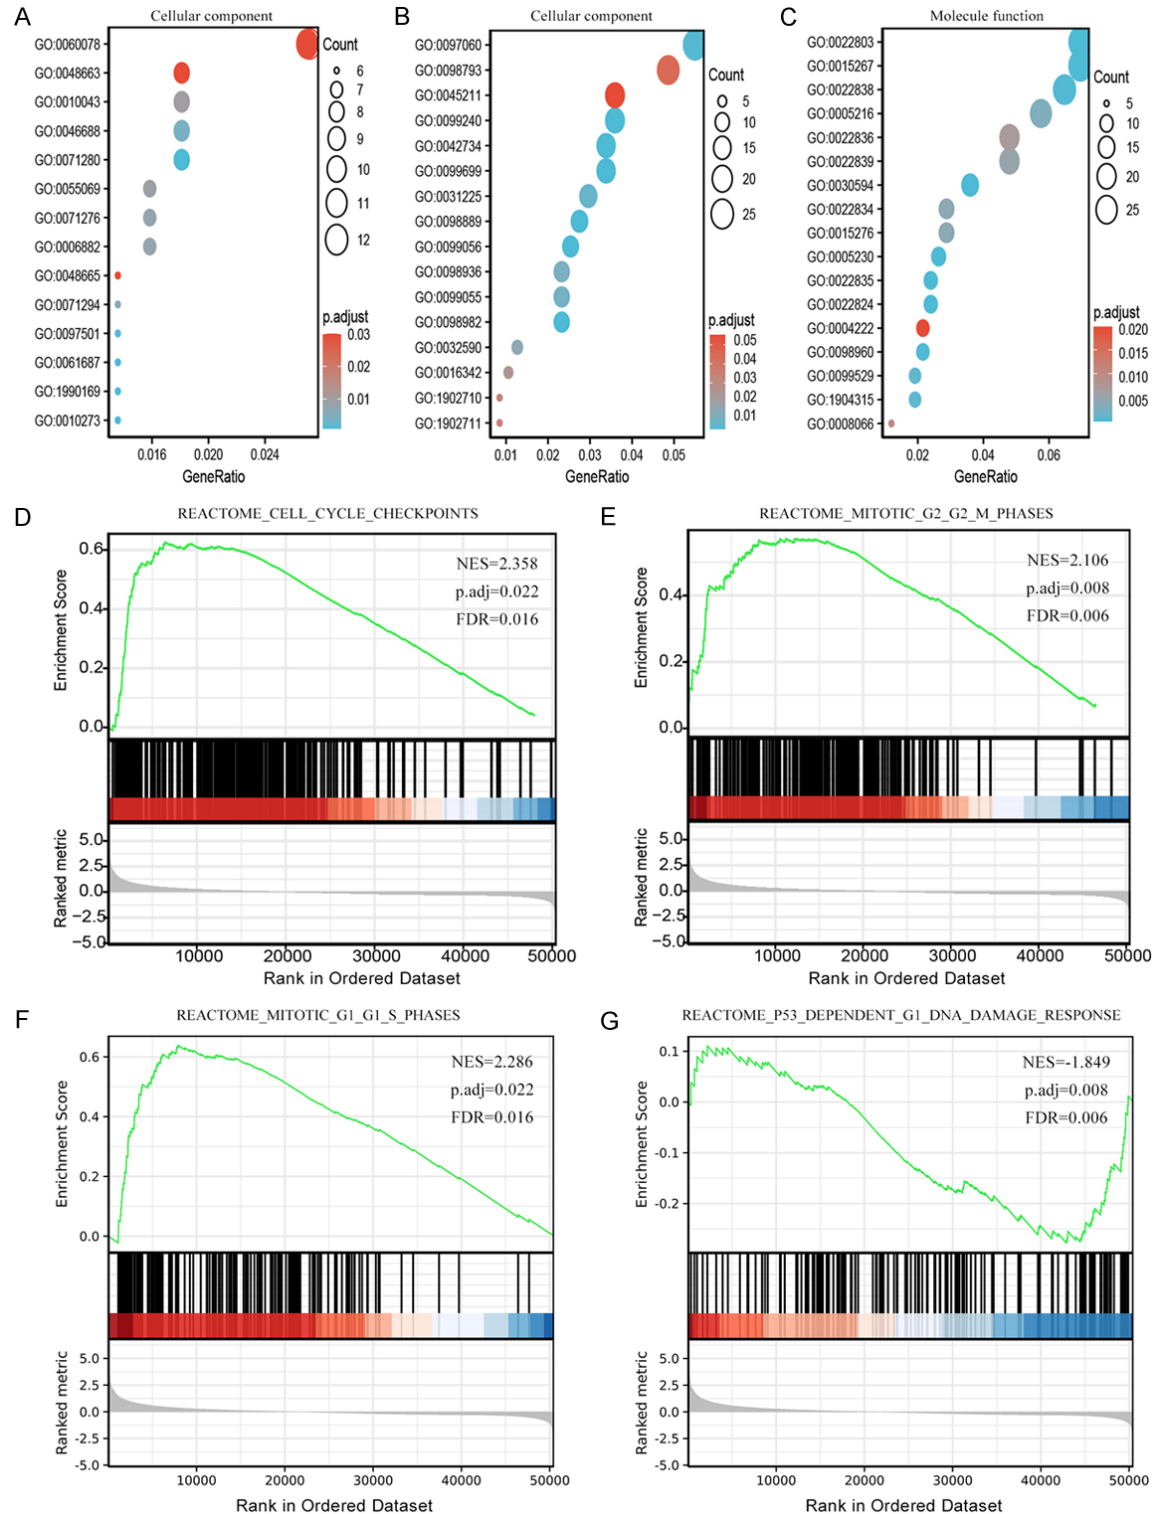 A
Cellular component
GO:0060078
GO:0048663
GO:0010043
GO:0046688
GO:0071280
GO:0055069
GO:0071276
GO:0006882
GO:0048665
GO:0071294
GO:0097501
GO:0061687
GO:1990169
GO:0010273
0.016 0.020 0.024
GeneRatio
Count
6
7
8
9
10
11
12
p.adjust
0.03
0.02
0.01
B
Cellular component
GO:0097060
GO:0098793
GO:0045211
GO:0099240
GO:0042734
GO:0099699
GO:0031225
GO:0098889
GO:0099056
GO:0098936
GO:0099055
GO:0098982
GO:0032590
GO:0016342
GO:1902710
GO:1902711
0.01 0.02 0.03 0.04 0.05
GeneRatio
Count
5
10
15
20
25
p.adjust
0.05
0.04
0.03
0.02
0.01
C
Molecule function
GO:0022803
GO:0015267
GO:0022838
GO:0005216
GO:0022836
GO:0022839
GO:0030594
GO:0022834
GO:0015276
GO:0005230
GO:0022835
GO:0022824
GO:0004222
GO:0098960
GO:0099529
GO:1904315
GO:0008066
0.02 0.04 0.06
GeneRatio
Count
5
10
15
20
25
p.adjust
0.020
0.015
0.010
0.005
D
REACTOME_CELL_CYCLE_CHECKPOINTS
NES=2.358
p.adj=0.022
FDR=0.016
Enrichment Score
0.6
0.4
0.2
0.0
Ranked metric
5.0
2.5
0.0
−2.5
−5.0
10000 20000 30000 40000 50000
Rank in Ordered Dataset
E
REACTOME_MITOTIC_G2_G2_M_PHASES
NES=2.106
p.adj=0.008
FDR=0.006
Enrichment Score
0.4
0.2
0.0
Ranked metric
5.0
2.5
0.0
−2.5
−5.0
10000 20000 30000 40000 50000
Rank in Ordered Dataset
F
REACTOME_MITOTIC_G1_G1_S_PHASES
NES=2.286
p.adj=0.022
FDR=0.016
Enrichment Score
0.6
0.4
0.2
0.0
Ranked metric
5.0
2.5
0.0
-2.5
-5.0
10000 20000 30000 40000 50000
Rank in Ordered Dataset
G
REACTOME_P53_DEPENDENT_G1_DNA_DAMAGE_RESPONSE
NES=-1.849
p.adj=0.008
FDR=0.006
Enrichment Score
0.1
0.0
-0.1
-0.2
Ranked metric
5.0
2.5
0.0
-2.5
-5.0
10000 20000 30000 40000 50000
Rank in Ordered Dataset